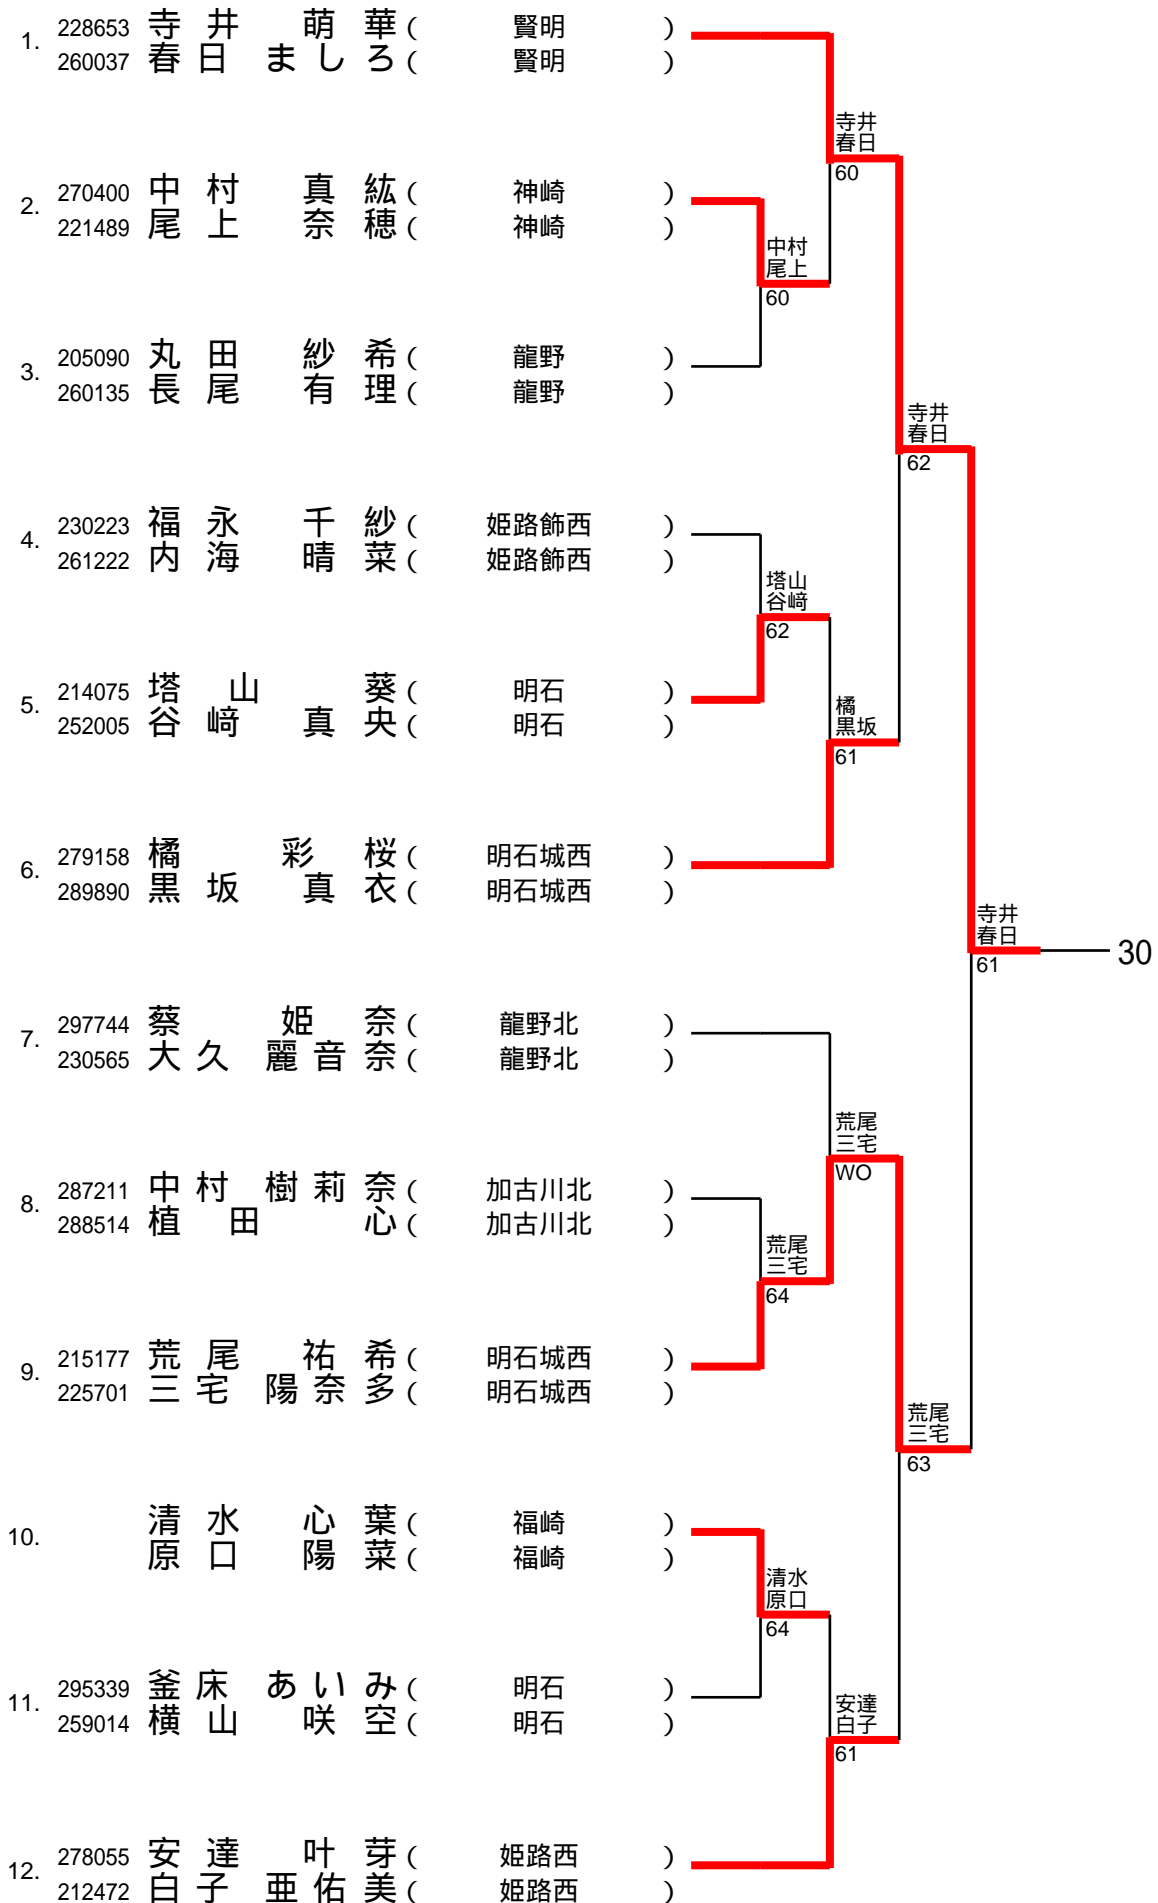 1. 228653 寺井 萌華 ( 賢明 )
260037 春日 ましろ ( 賢明 )
寺井
春日
60
2. 270400 中村 真紘 ( 神崎 )
221489 尾上 奈穂 ( 神崎 )
中村
尾上
60
3. 205090 丸田 紗希 ( 龍野 )
260135 長尾 有理 ( 龍野 )
寺井
春日
62
4. 230223 福永 千紗 ( 姫路飾西 )
261222 内海 晴菜 ( 姫路飾西 )
塔山
谷﨑
62
5. 214075 塔山 葵 ( 明石 )
252005 谷﨑 真央 ( 明石 )
橘
黒坂
61
6. 279158 橘 彩桜 ( 明石城西 )
289890 黒坂 真衣 ( 明石城西 )
寺井
春日
61
30
7. 297744 蔡 姫奈 ( 龍野北 )
230565 大久 麗音奈 ( 龍野北 )
荒尾
三宅
WO
8. 287211 中村 樹莉奈 ( 加古川北 )
288514 植田 心 ( 加古川北 )
荒尾
三宅
64
9. 215177 荒尾 祐希 ( 明石城西 )
225701 三宅 陽奈多 ( 明石城西 )
荒尾
三宅
63
10. 清水 心葉 ( 福崎 )
原口 陽菜 ( 福崎 )
清水
原口
64
11. 295339 釜床 あいみ ( 明石 )
259014 横山 咲空 ( 明石 )
安達
白子
61
12. 278055 安達 叶芽 ( 姫路西 )
212472 白子 亜佑美 ( 姫路西 )